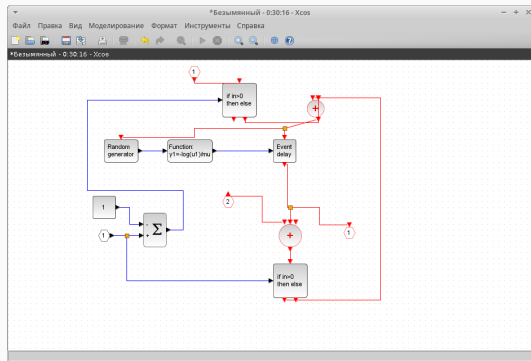 *Безымянный - 0:30:16 - Xcos
Файл Правка Вид Моделирование Формат Инструменты Справка
*Безымянный - 0:30:16 - Xcos
1
if in>0
then else
+
Random
generator
Function:
y1=-log(u1)/mu
Event
delay
1
2
- 
Σ
+
1
+
1
if in>0
then else